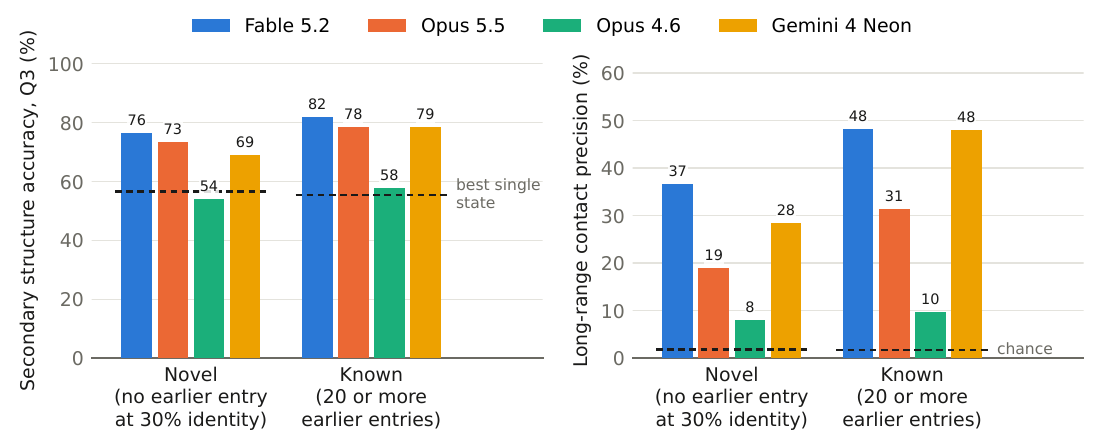 Fable 5.2
Opus 5.5
Opus 4.6
Gemini 4 Neon
Secondary structure accuracy, Q3 (%)
100
80
60
40
20
0
76
73
54
69
82
78
58
79
best single
state
Novel
(no earlier entry
at 30% identity)
Known
(20 or more
earlier entries)
Long-range contact precision (%)
60
50
40
30
20
10
0
37
19
8
28
48
31
10
48
chance
Novel
(no earlier entry
at 30% identity)
Known
(20 or more
earlier entries)